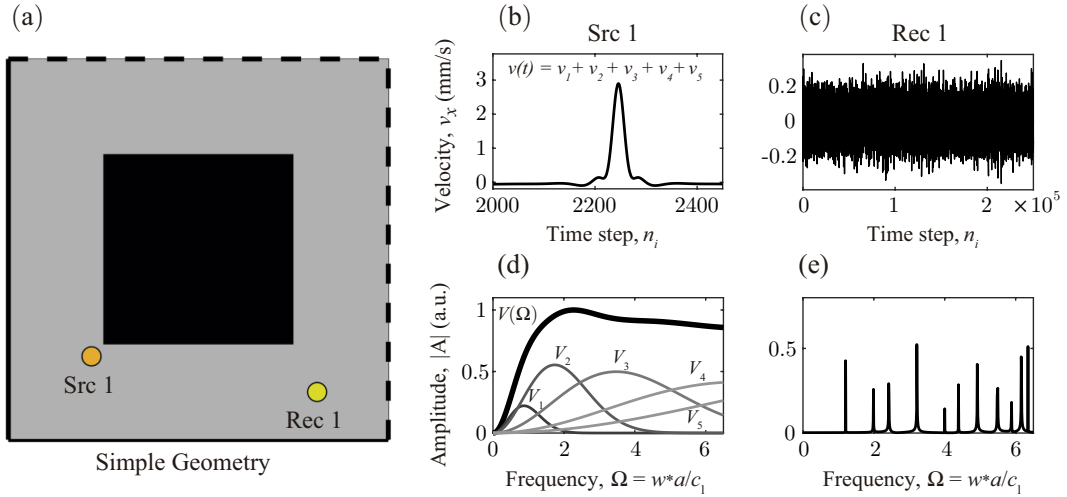 (a)
Src 1
Rec 1
Simple Geometry
(b)
Src 1
v(t) = v₁ + v₂ + v₃ + v₄ + v₅
Velocity, vₓ (mm/s)
3
2
1
0
2000
2200
2400
Time step, nᵢ
(c)
Rec 1
0.2
0
-0.2
0
1
2
×10⁵
Time step, nᵢ
(d)
Amplitude, |A| (a.u.)
1
0.5
0
V(Ω)
V₁
V₂
V₃
V₄
V₅
0
2
4
6
Frequency, Ω = w*a/c₁
(e)
0.5
0
0
2
4
6
Frequency, Ω = w*a/c₁